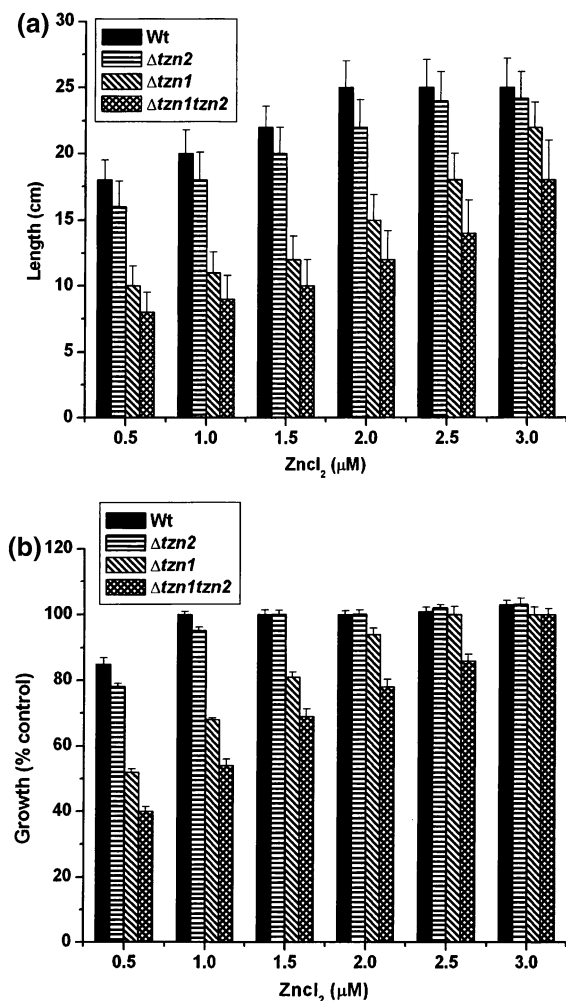 (a)
Wt
Δtzn2
Δtzn1
Δtzn1tzn2
30
25
20
15
10
5
0
Length (cm)
0.5 1.0 1.5 2.0 2.5 3.0
Zncl2 (μM)
(b)
Wt
Δtzn2
Δtzn1
Δtzn1tzn2
120
100
80
60
40
20
0
Growth (% control)
0.5 1.0 1.5 2.0 2.5 3.0
Zncl2 (μM)